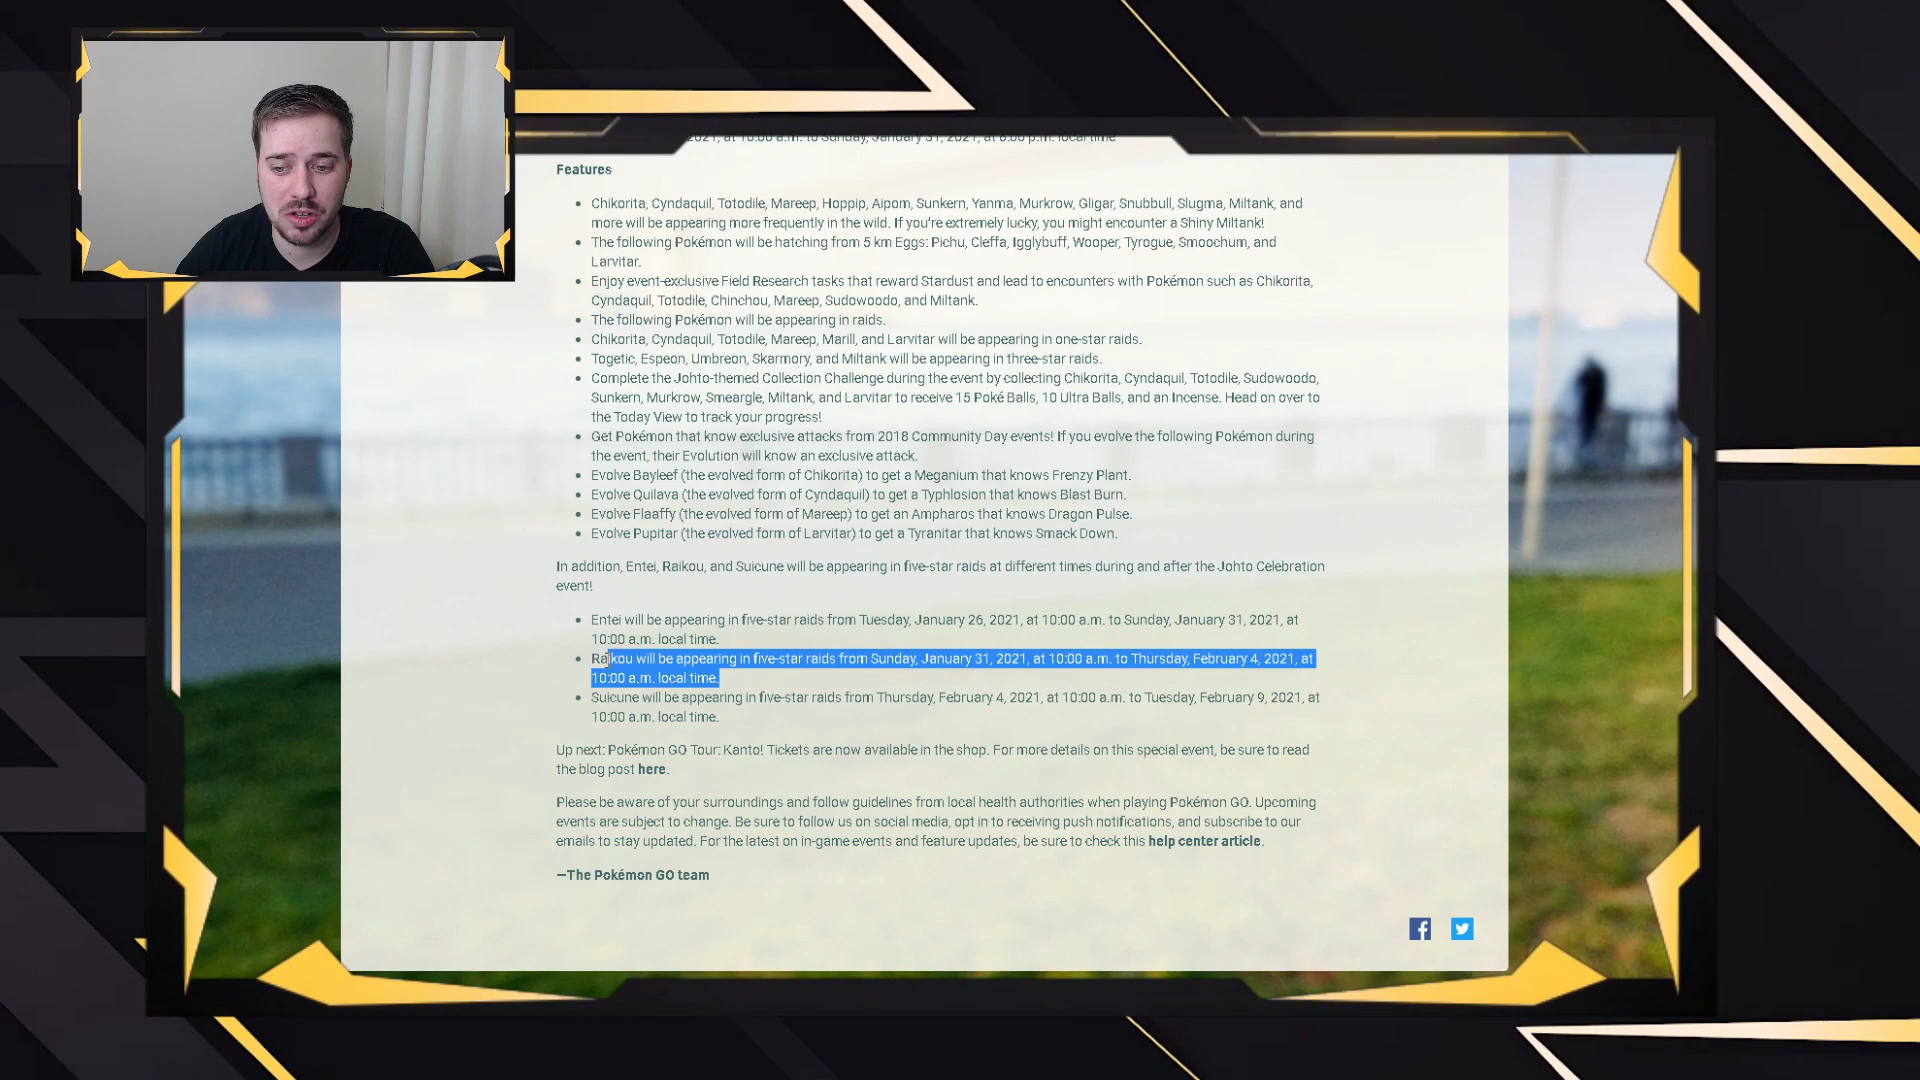 2021, at 10:00 a.m. to Sunday, January 31, 2021, at 8:00 p.m. local time
Features
Chikorita, Cyndaquil, Totodile, Mareep, Hoppip, Aipom, Sunkern, Yanma, Murkrow, Gligar, Snubbull, Slugma, Miltank, and
more will be appearing more frequently in the wild. If you're extremely lucky, you might encounter a Shiny Miltank!
The following Pokémon will be hatching from 5 km Eggs: Pichu, Cleffa, Igglybuff, Wooper, Tyrogue, Smoochum, and
Larvitar.
Enjoy event-exclusive Field Research tasks that reward Stardust and lead to encounters with Pokémon such as Chikorita,
Cyndaquil, Totodile, Chinchou, Mareep, Sudowoodo, and Miltank.
The following Pokémon will be appearing in raids.
Chikorita, Cyndaquil, Totodile, Mareep, Marill, and Larvitar will be appearing in one-star raids.
Togetic, Espeon, Umbreon, Skarmory, and Miltank will be appearing in three-star raids.
Complete the Johto-themed Collection Challenge during the event by collecting Chikorita, Cyndaquil, Totodile, Sudowoodo,
Sunkern, Murkrow, Smeargle, Miltank, and Larvitar to receive 15 Poké Balls, 10 Ultra Balls, and an Incense. Head on over to
the Today View to track your progress!
Get Pokémon that know exclusive attacks from 2018 Community Day events! If you evolve the following Pokémon during
the event, their Evolution will know an exclusive attack.
Evolve Bayleef (the evolved form of Chikorita) to get a Meganium that knows Frenzy Plant.
Evolve Quilava (the evolved form of Cyndaquil) to get a Typhlosion that knows Blast Burn.
Evolve Flaaffy (the evolved form of Mareep) to get an Ampharos that knows Dragon Pulse.
Evolve Pupitar (the evolved form of Larvitar) to get a Tyranitar that knows Smack Down.
In addition, Entei, Raikou, and Suicune will be appearing in five-star raids at different times during and after the Johto Celebration
event!
Entei will be appearing in five-star raids from Tuesday, January 26, 2021, at 10:00 a.m. to Sunday, January 31, 2021, at
10:00 a.m. local time.
Raikou will be appearing in five-star raids from Sunday, January 31, 2021, at 10:00 a.m. to Thursday, February 4, 2021, at
10:00 a.m. local time.
Suicune will be appearing in five-star raids from Thursday, February 4, 2021, at 10:00 a.m. to Tuesday, February 9, 2021, at
10:00 a.m. local time.
Up next: Pokémon GO Tour: Kanto! Tickets are now available in the shop. For more details on this special event, be sure to read
the blog post here.
Please be aware of your surroundings and follow guidelines from local health authorities when playing Pokémon GO. Upcoming
events are subject to change. Be sure to follow us on social media, opt in to receiving push notifications, and subscribe to our
emails to stay updated. For the latest on in-game events and feature updates, be sure to check this help center article.
—The Pokémon GO team